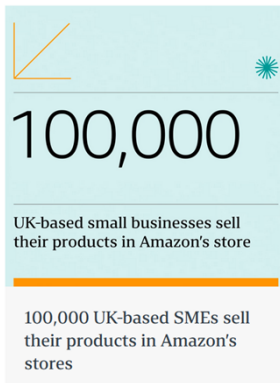 100,000
UK-based small businesses sell
their products in Amazon's store
100,000 UK-based SMEs sell
their products in Amazon's
stores